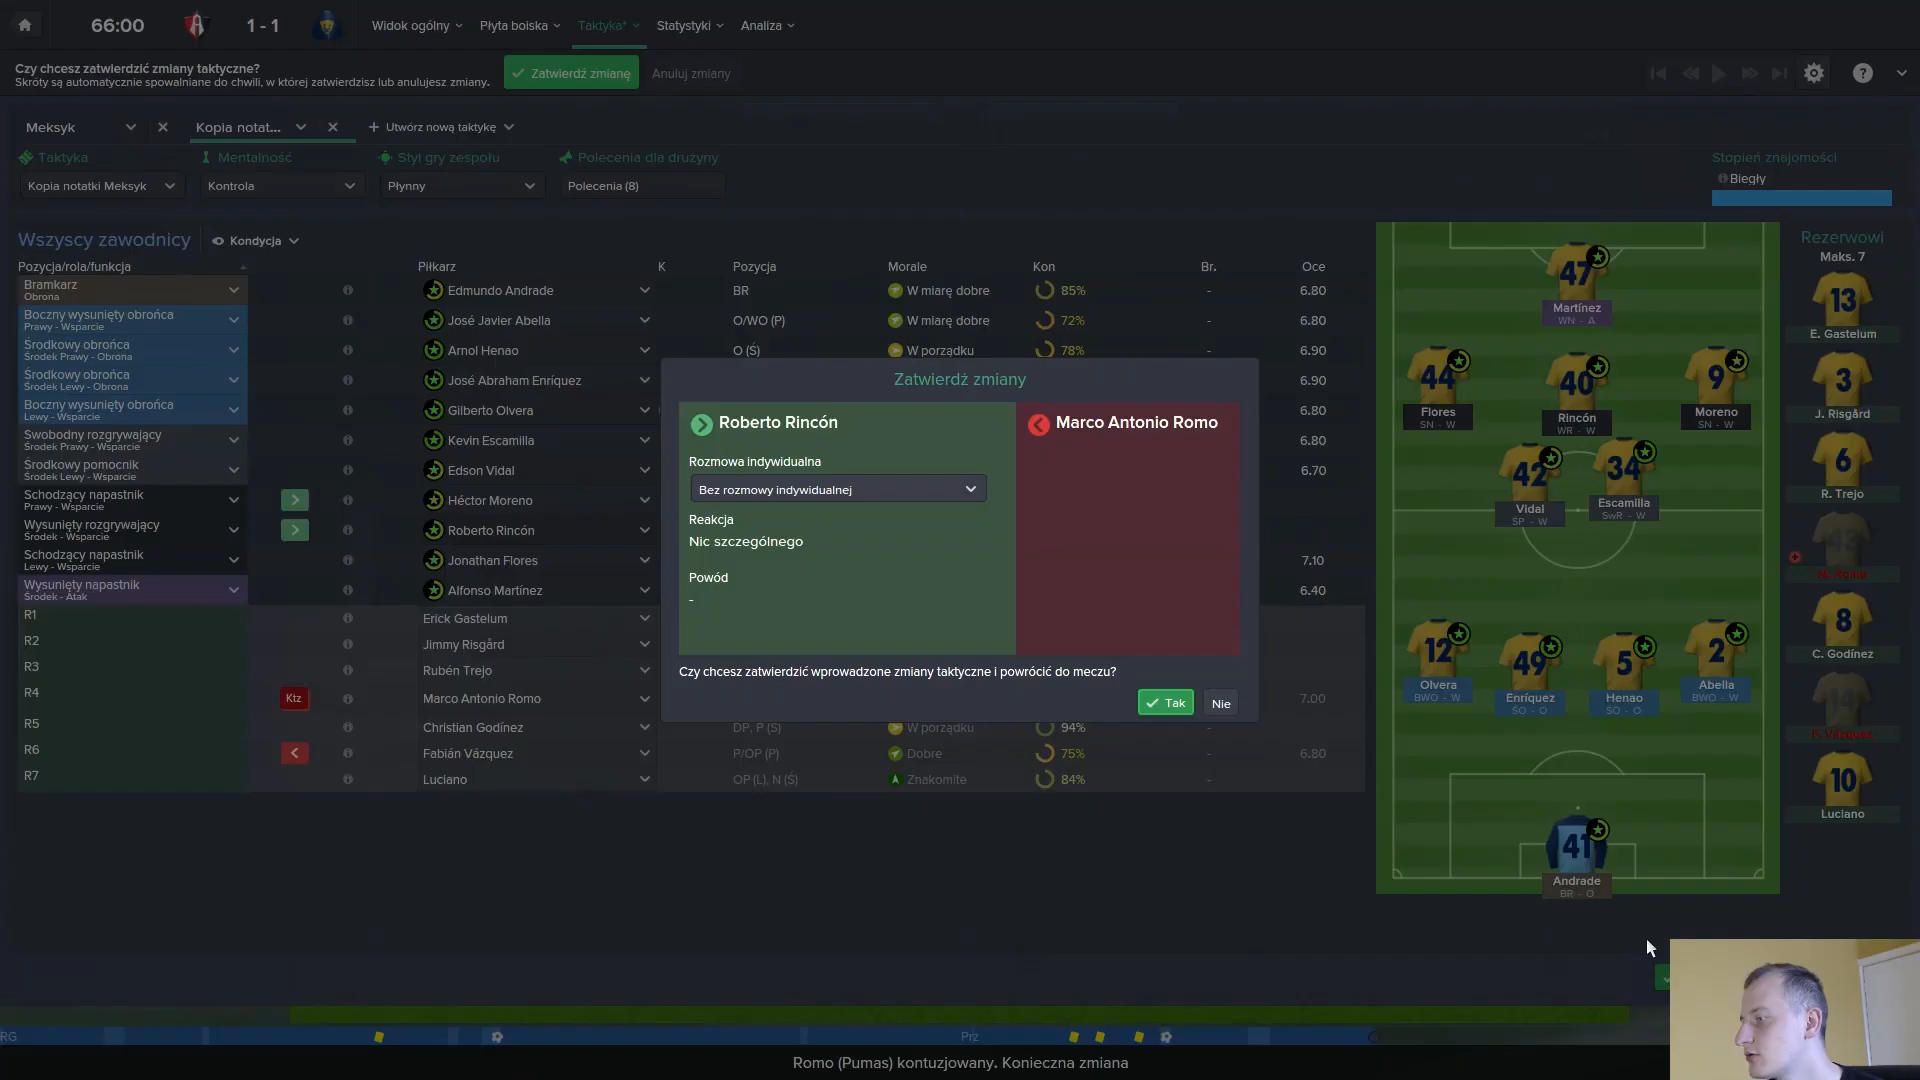 66:00
1 - 1
Widok ogólny
Płyta boiska
Taktyka*
Statystyki
Analiza
Czy chcesz zatwierdzić zmiany taktyczne?
Skróty są automatycznie spowalniane do chwili, w której zatwierdzisz lub anulujesz zmiany.
Zatwierdź zmianę
Anuluj zmiany
Meksyk
Kopia notat...
Utwórz nową taktykę
Taktyka
Mentalność
Styl gry zespołu
Polecenia dla drużyny
Stopień znajomości
Kopia notatki Meksyk
Kontrola
Płynny
Polecenia (8)
Biegły
Wszyscy zawodnicy
Kondycja
Pozycja/rola/funkcja
Piłkarz
K
Pozycja
Morale
Kon
Br.
Oce
Bramkarz
Obrona
Edmundo Andrade
BR
W miarę dobre
85%
-
6.80
Boczny wysunięty obrońca
Prawy - Wsparcie
José Javier Abella
O/WO (P)
W miarę dobre
72%
-
6.80
Środkowy obrońca
Środek Prawy - Obrona
Arnol Henao
O (Ś)
W porządku
78%
-
6.90
Środkowy obrońca
Środek Lewy - Obrona
José Abraham Enríquez
6.90
Boczny wysunięty obrońca
Lewy - Wsparcie
Gilberto Olvera
6.80
Swobodny rozgrywający
Środek Prawy - Wsparcie
Kevin Escamilla
6.80
Środkowy pomocnik
Środek Lewy - Wsparcie
Edson Vidal
6.70
Schodzący napastnik
Prawy - Wsparcie
Héctor Moreno
Wysunięty rozgrywający
Środek - Wsparcie
Roberto Rincón
Schodzący napastnik
Lewy - Wsparcie
Jonathan Flores
7.10
Wysunięty napastnik
Środek - Atak
Alfonso Martínez
6.40
R1
Erick Gastelum
R2
Jimmy Risgård
R3
Rubén Trejo
R4
Ktz
Marco Antonio Romo
7.00
R5
Christian Godínez
DP, P (Ś)
W porządku
94%
-
R6
Fabián Vázquez
P/OP (P)
Dobre
75%
-
6.80
R7
Luciano
OP (L), N (Ś)
Znakomite
84%
-
Zatwierdź zmiany
Roberto Rincón
Marco Antonio Romo
Rozmowa indywidualna
Bez rozmowy indywidualnej
Reakcja
Nic szczególnego
Powód
-
Czy chcesz zatwierdzić wprowadzone zmiany taktyczne i powrócić do meczu?
Tak
Nie
47
Martínez
WN - A
44
Flores
SN - W
40
Rincón
WR - W
9
Moreno
SN - W
42
Vidal
ŚP - W
34
Escamilla
SwR - W
12
Olvera
BWO - W
49
Enríquez
ŚO - O
5
Henao
ŚO - O
2
Abella
BWO - W
41
Andrade
BR - O
Rezerwowi
Maks. 7
13
E. Gastelum
3
J. Risgård
6
R. Trejo
M. Romo
8
C. Godínez
14
F. Vázquez
10
Luciano
RG
Prz
Romo (Pumas) kontuzjowany. Konieczna zmiana